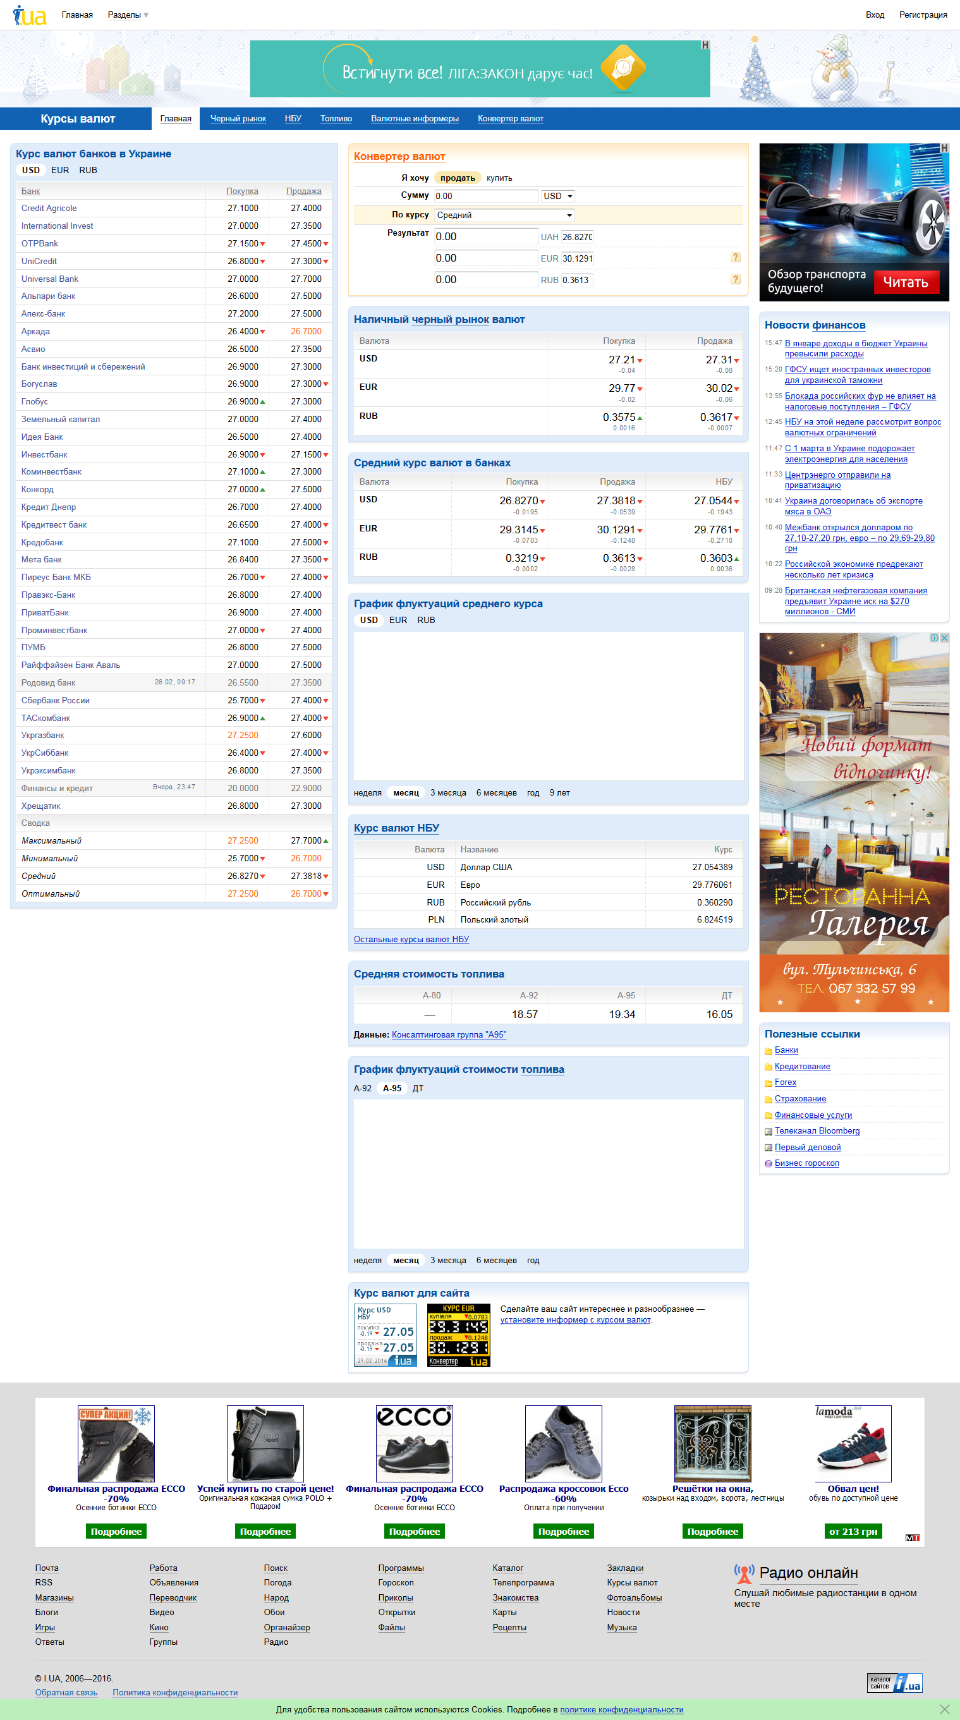 i.ua Главная Разделы Вход Регистрация
Встигнути все! ЛІГА:ЗАКОН дарує час!
Курсы валют Главная Черный рынок НБУ Топливо Валютные информеры Конвертер валют
Курс валют банков в Украине
USD EUR RUB
Банк Покупка Продажа
Credit Agricole 27.1000 27.4000
International Invest 27.0000 27.3500
OTPBank 27.1500 27.4500
UniCredit 26.8000 27.3000
Universal Bank 27.0000 27.7000
Альпари банк 26.6000 27.5000
Апекс-банк 27.2000 27.5000
Аркада 26.4000 26.7000
Асвио 26.5000 27.3500
Банк инвестиций и сбережений 26.9000 27.3000
Богуслав 26.9000 27.3000
Глобус 26.9000 27.3000
Земельный капитал 27.0000 27.4000
Идея Банк 26.5000 27.4000
Инвестбанк 26.9000 27.1500
Коминвестбанк 27.1000 27.3000
Конкорд 27.0000 27.5000
Кредит Днепр 26.7000 27.4000
Кредитвест банк 26.6500 27.4000
Кредобанк 27.1000 27.5000
Мета банк 26.8400 27.3500
Пиреус Банк МКБ 26.7000 27.4000
Правэкс-Банк 26.8000 27.4000
ПриватБанк 26.9000 27.4000
Проминвестбанк 27.0000 27.4000
ПУМБ 26.8000 27.5000
Райффайзен Банк Аваль 27.0000 27.5000
Родовид банк 26.02, 09:17 26.5500 27.3500
Сбербанк России 25.7000 27.4000
ТАСкомбанк 26.9000 27.4000
Укргазбанк 27.2500 27.6000
УкрСиббанк 26.4000 27.4000
Укрэксимбанк 26.8000 27.3500
Финансы и кредит Вчера, 23:47 20.0000 22.9000
Хрещатик 26.8000 27.3000
Сводка
Максимальный 27.2500 27.7000
Минимальный 25.7000 26.7000
Средний 26.8270 27.3818
Оптимальный 27.2500 26.7000
Конвертер валют
Я хочу продать купить
Сумму 0.00 USD
По курсу Средний
Результат 0.00 UAH 26.8270
0.00 EUR 30.1291 ?
0.00 RUB 0.3613 ?
Наличный черный рынок валют
Валюта Покупка Продажа
USD 27.21 27.31
-0.04 -0.08
EUR 29.77 30.02
-0.02 -0.06
RUB 0.3575 0.3617
0.0016 -0.0007
Средний курс валют в банках
Валюта Покупка Продажа НБУ
USD 26.8270 27.3818 27.0544
-0.0195 -0.0539 -0.1943
EUR 29.3145 30.1291 29.7761
-0.0783 -0.1248 -0.2710
RUB 0.3219 0.3613 0.3603
-0.0002 -0.0028 0.0036
График флуктуаций среднего курса
USD EUR RUB
неделя месяц 3 месяца 6 месяцев год 9 лет
Курс валют НБУ
Валюта Название Курс
USD Доллар США 27.054389
EUR Евро 29.776061
RUB Российский рубль 0.360290
PLN Польский злотый 6.824519
Остальные курсы валют НБУ
Средняя стоимость топлива
А-80 А-92 А-95 ДТ
— 18.57 19.34 16.05
Данные: Консалтинговая группа "А95"
График флуктуаций стоимости топлива
А-92 А-95 ДТ
неделя месяц 3 месяца 6 месяцев год
Курс валют для сайта
Курс USD
НБУ
покупка
-0.19 27.05
продажа
-0.19 27.05
29.02.2016 i.ua
КУРС EUR
купівля 0.0783
29.3145
продаж 0.1248
30.1291
Конвертер i.ua
Сделайте ваш сайт интереснее и разнообразнее —
установите информер с курсом валют.
Обзор транспорта
будущего!
Читать
Новости финансов
15:47 В январе доходы в бюджет Украины
превысили расходы
15:20 ГФСУ ищет иностранных инвесторов
для украинской таможни
13:55 Блокада российских фур не влияет на
налоговые поступления – ГФСУ
12:45 НБУ на этой неделе рассмотрит вопрос
валютных ограничений
11:47 С 1 марта в Украине подорожает
электроэнергия для населения
11:33 Центрэнерго отправили на
приватизацию
10:41 Украина договорилась об экспорте
мяса в ОАЭ
10:40 Межбанк открылся долларом по
27,10-27,20 грн, евро – по 29,69-29,80
грн
10:22 Российской экономике предрекают
несколько лет кризиса
09:26 Британская нефтегазовая компания
предъявит Украине иск на $270
миллионов - СМИ
Новий формат
відпочинку!
РЕСТОРАННА
Галерея
вул. Тульчинська, 6
ТЕЛ. 067 332 57 99
Полезные ссылки
Банки
Кредитование
Forex
Страхование
Финансовые услуги
Телеканал Bloomberg
Первый деловой
Бизнес гороскоп
СУПЕР АКЦИЯ!
Финальная распродажа ECCO
-70%
Осенние ботинки ECCO
Подробнее
Успей купить по старой цене!
Оригинальная кожаная сумка POLO +
Подарок!
Подробнее
ecco
Финальная распродажа ECCO
-70%
Осенние ботинки ECCO
Подробнее
Распродажа кроссовок Ecco
-60%
Оплата при получении
Подробнее
Решётки на окна,
козырьки над входом, ворота, лестницы
Подробнее
lamoda
Обвал цен!
обувь по доступной цене
от 213 грн
MT
Почта Работа Поиск Программы Каталог Закладки
RSS Объявления Погода Гороскоп Телепрограмма Курсы валют
Магазины Переводчик Народ Приколы Знакомства Фотоальбомы
Блоги Видео Обои Открытки Карты Новости
Игры Кино Органайзер Файлы Рецепты Музыка
Ответы Группы Радио
Радио онлайн
Слушай любимые радиостанции в одном
месте
© I.UA, 2006—2016.
Обратная связь Политика конфиденциальности
каталог
сайтов i.ua
Для удобства пользования сайтом используются Cookies. Подробнее в политике конфиденциальности